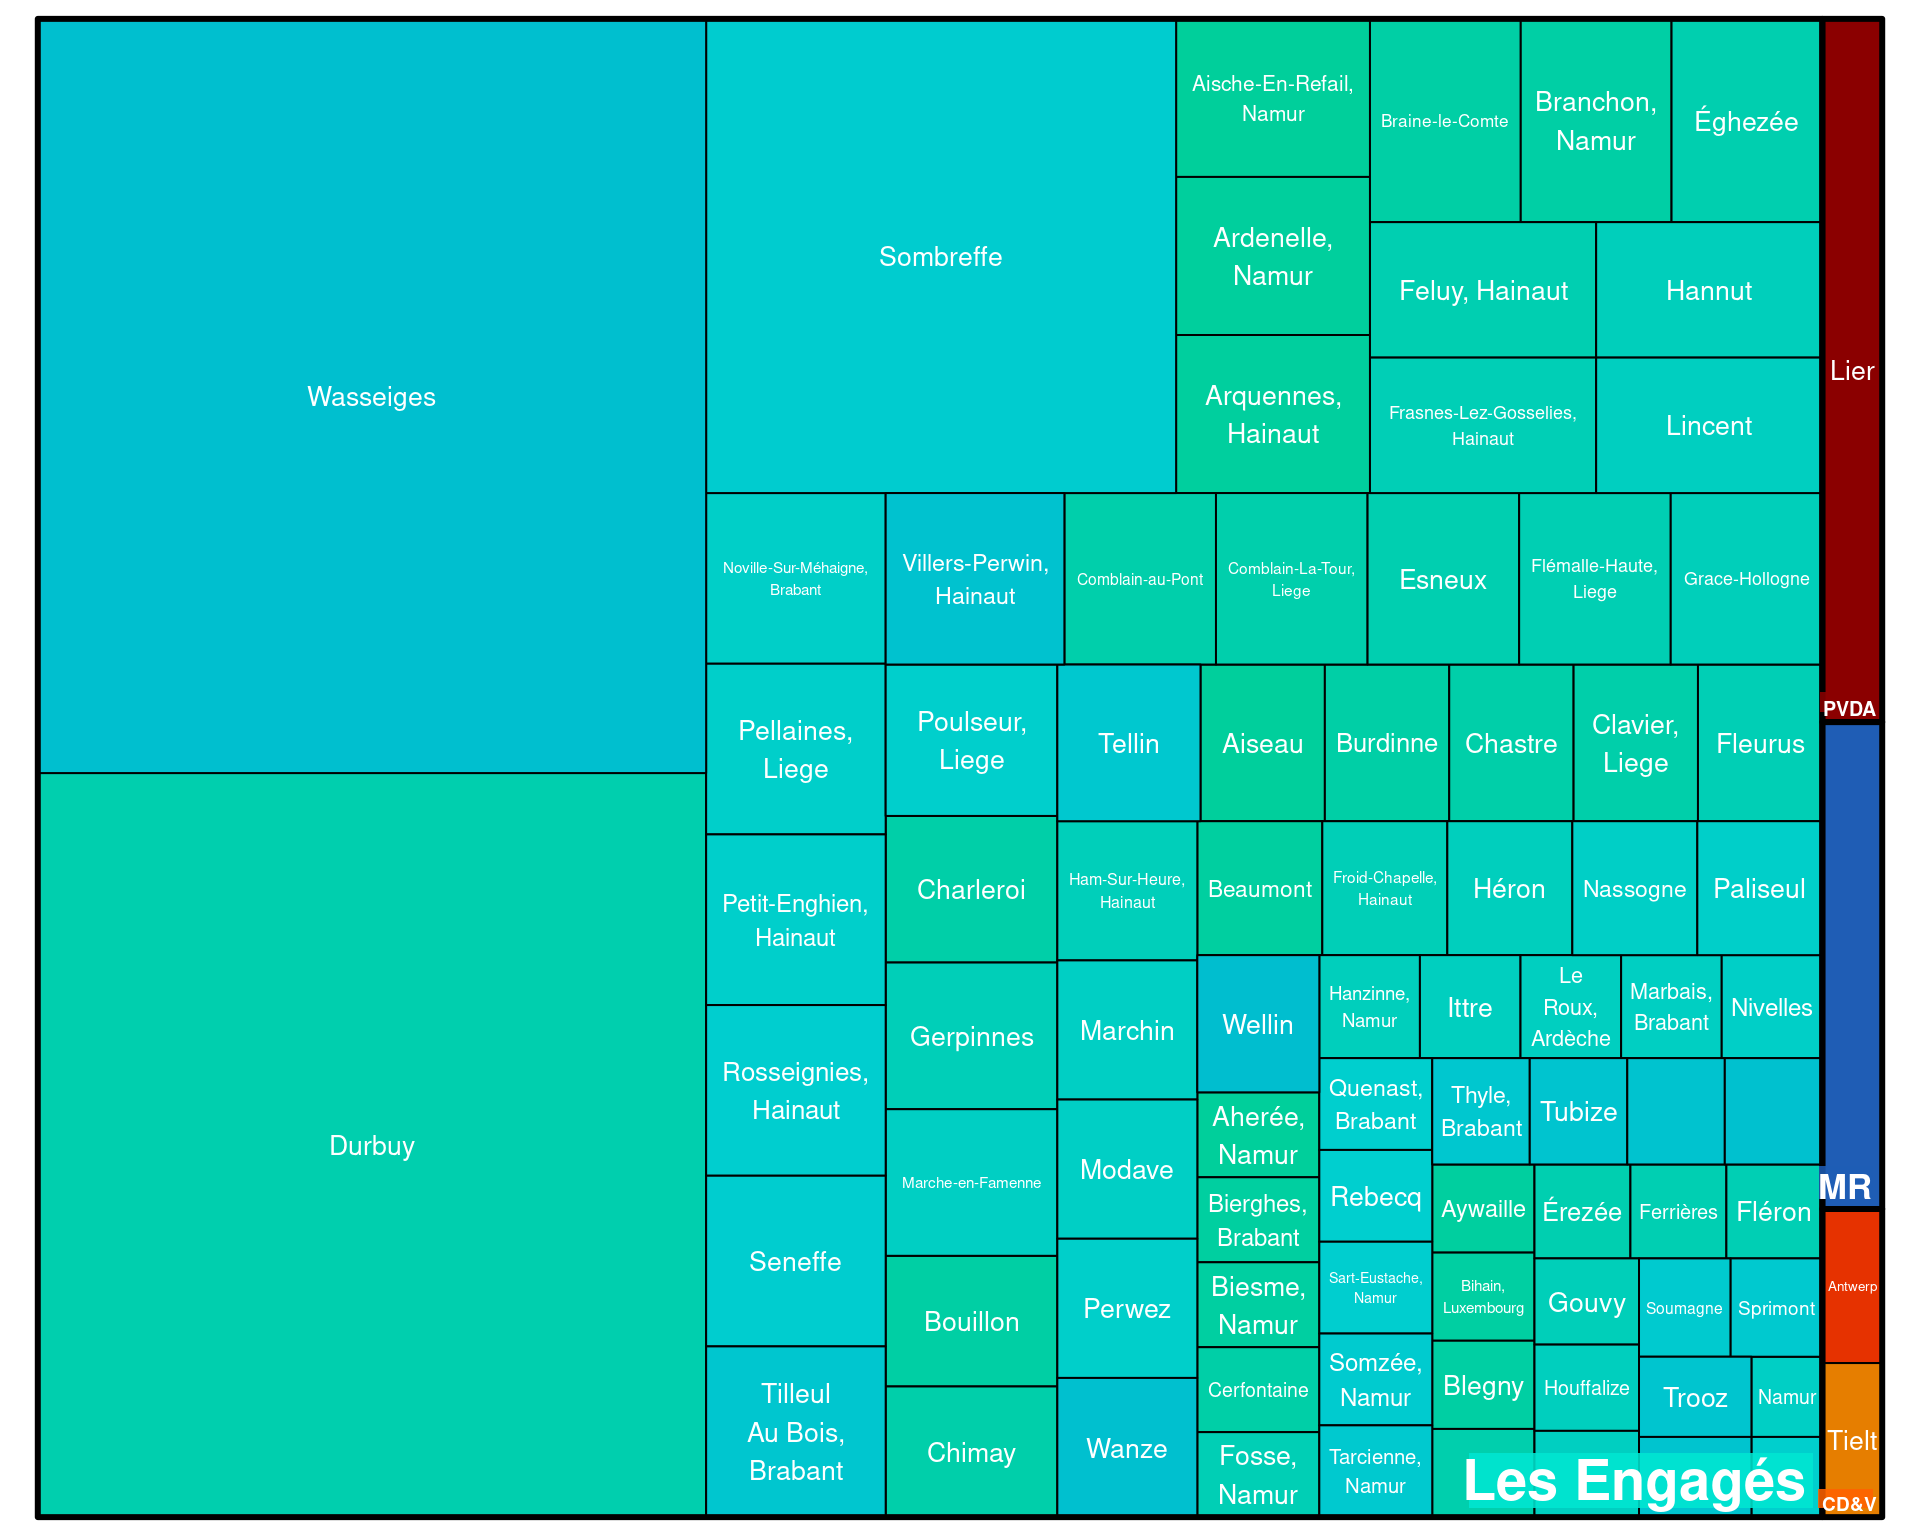 Wasseiges
Durbuy
Sombreffe
Aische-En-Refail,
Namur
Ardenelle,
Namur
Arquennes,
Hainaut
Braine-le-Comte
Branchon,
Namur
Éghezée
Feluy, Hainaut
Hannut
Frasnes-Lez-Gosselies,
Hainaut
Lincent
Noville-Sur-Méhaigne,
Brabant
Villers-Perwin,
Hainaut
Comblain-au-Pont
Comblain-La-Tour,
Liege
Esneux
Flémalle-Haute,
Liege
Grace-Hollogne
Pellaines,
Liege
Petit-Enghien,
Hainaut
Rosseignies,
Hainaut
Seneffe
Tilleul
Au Bois,
Brabant
Poulseur,
Liege
Charleroi
Gerpinnes
Marche-en-Famenne
Bouillon
Chimay
Tellin
Aiseau
Burdinne
Chastre
Clavier,
Liege
Fleurus
Ham-Sur-Heure,
Hainaut
Marchin
Modave
Perwez
Wanze
Beaumont
Froid-Chapelle,
Hainaut
Héron
Nassogne
Paliseul
Wellin
Aherée,
Namur
Bierghes,
Brabant
Biesme,
Namur
Cerfontaine
Fosse,
Namur
Hanzinne,
Namur
Ittre
Le
Roux,
Ardèche
Marbais,
Brabant
Nivelles
Quenast,
Brabant
Rebecq
Sart-Eustache,
Namur
Somzée,
Namur
Tarcienne,
Namur
Thyle,
Brabant
Tubize
Aywaille
Bihain,
Luxembourg
Blegny
Érezée
Ferrières
Fléron
Gouvy
Houffalize
Soumagne
Sprimont
Trooz
Namur
Les Engagés
Lier
PVDA
MR
Antwerp
Tielt
CD&V